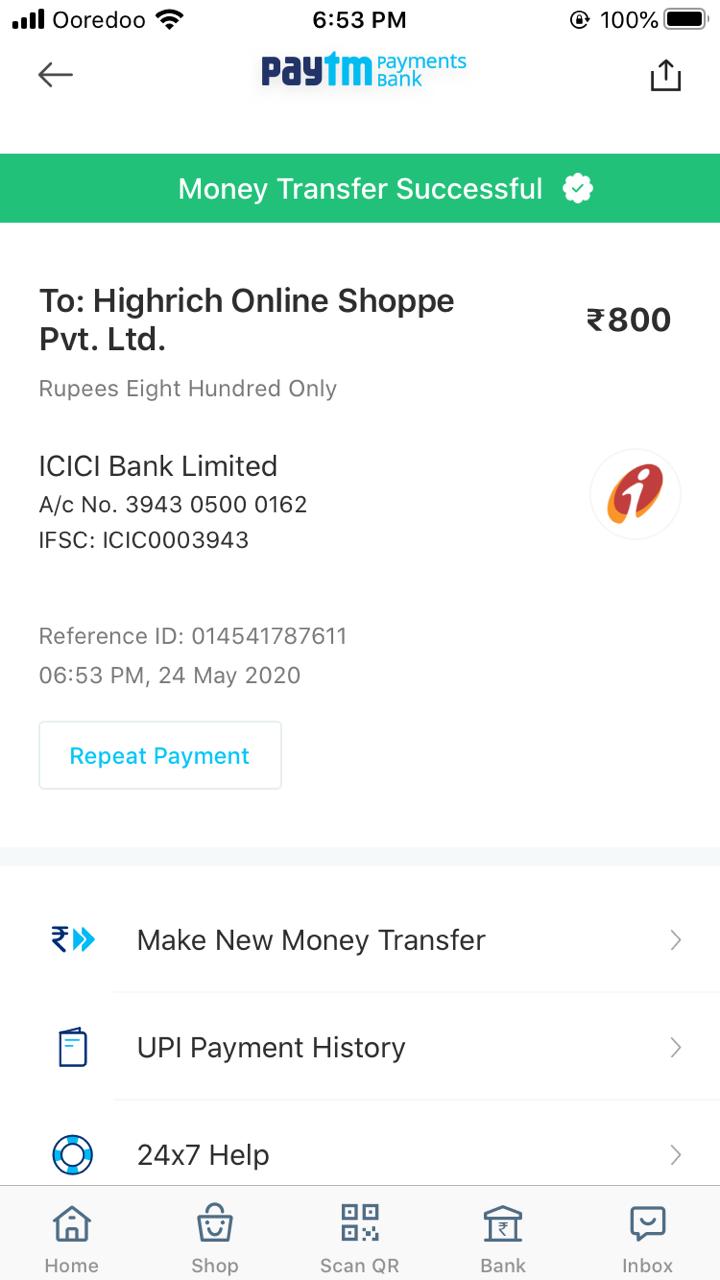 Ooredoo 6:53 PM 100%
paytm Payments
Bank
Money Transfer Successful
To: Highrich Online Shoppe
Pvt. Ltd.
₹800
Rupees Eight Hundred Only
ICICI Bank Limited
A/c No. 3943 0500 0162
IFSC: ICIC0003943
Reference ID: 014541787611
06:53 PM, 24 May 2020
Repeat Payment
Make New Money Transfer
UPI Payment History
24x7 Help
Home Shop Scan QR Bank Inbox